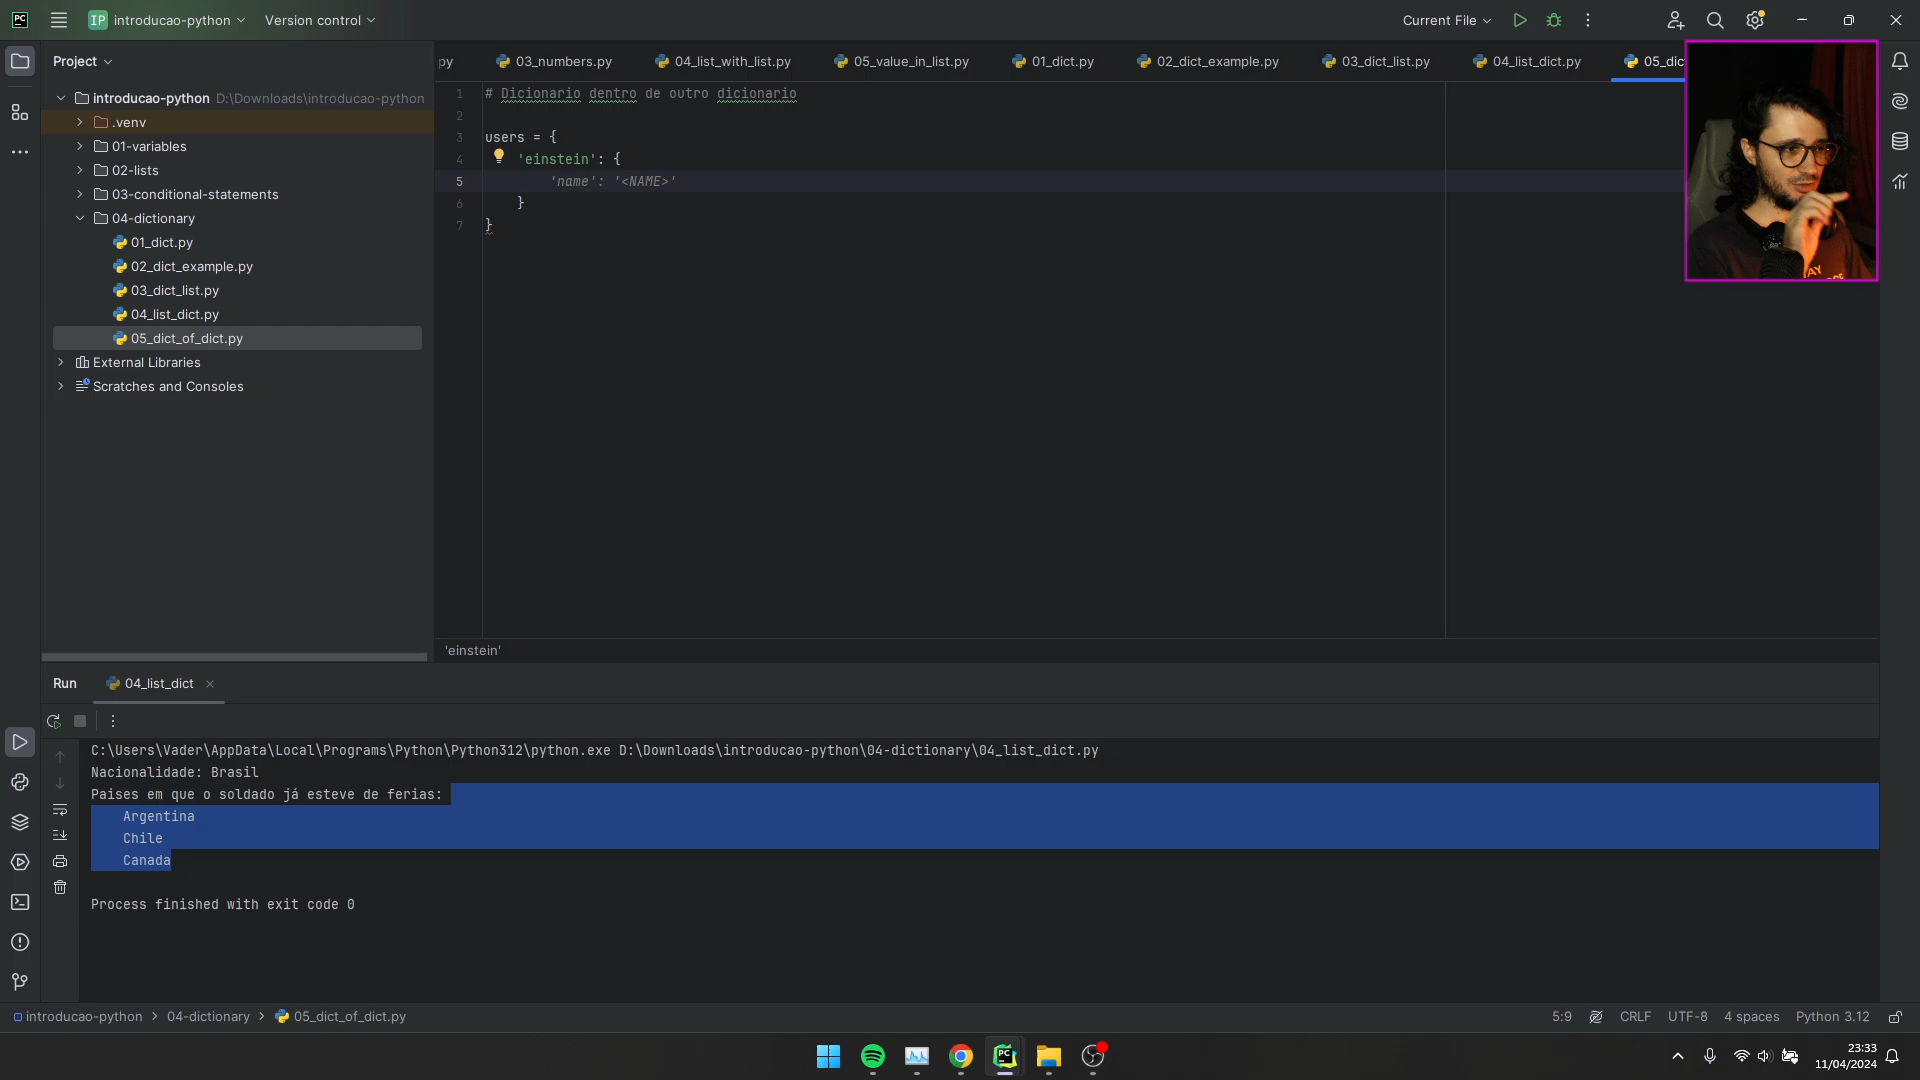 PC
IP introducao-python Version control
Current File
Project
py 03_numbers.py 04_list_with_list.py 05_value_in_list.py 01_dict.py 02_dict_example.py 03_dict_list.py 04_list_dict.py 05_dic
introducao-python D:\Downloads\introducao-python
.venv
01-variables
02-lists
03-conditional-statements
04-dictionary
01_dict.py
02_dict_example.py
03_dict_list.py
04_list_dict.py
05_dict_of_dict.py
External Libraries
Scratches and Consoles
1 # Dicionario dentro de outro dicionario
2
3 users = {
4 'einstein': {
5 'name': '<NAME>'
6 }
7 }
'einstein'
Run 04_list_dict
C:\Users\Vader\AppData\Local\Programs\Python\Python312\python.exe D:\Downloads\introducao-python\04-dictionary\04_list_dict.py
Nacionalidade: Brasil
Paises em que o soldado já esteve de ferias:
Argentina
Chile
Canada
Process finished with exit code 0
introducao-python > 04-dictionary > 05_dict_of_dict.py
5:9 CRLF UTF-8 4 spaces Python 3.12
PC
23:33
11/04/2024